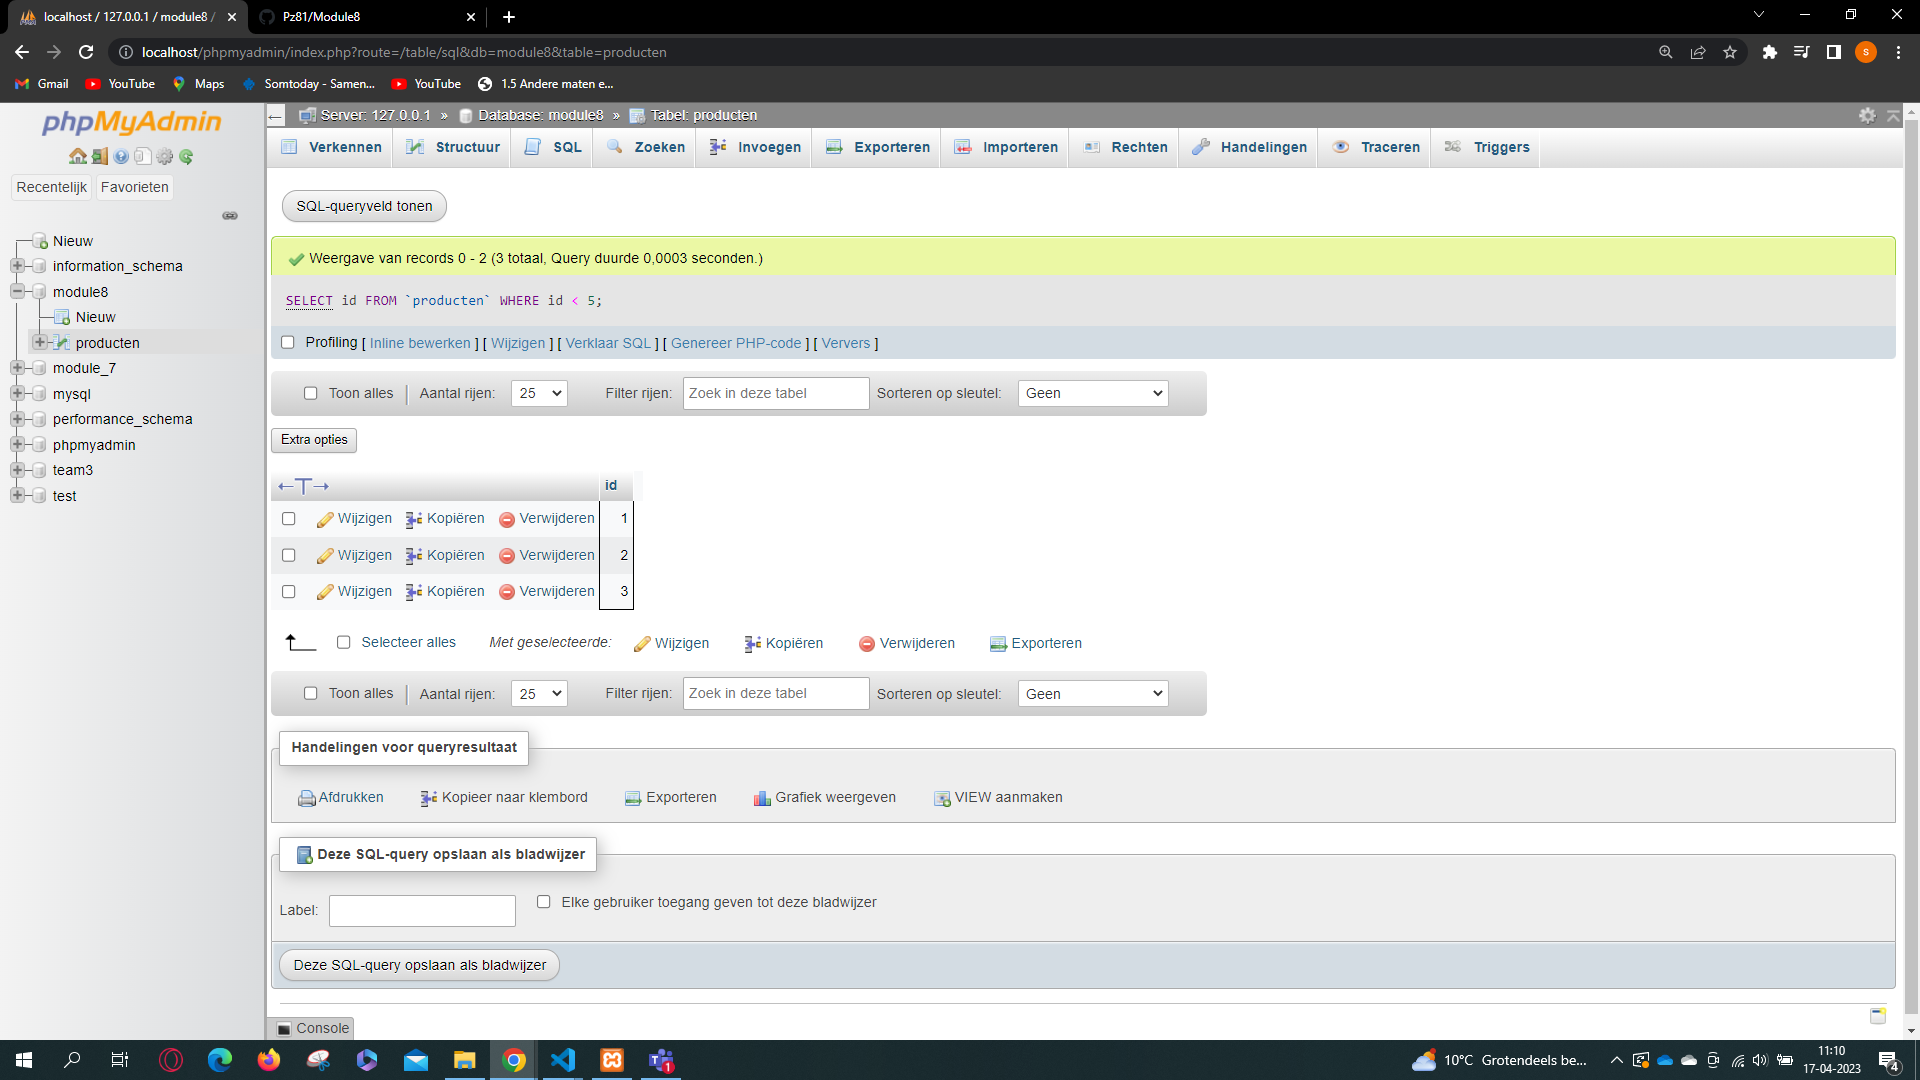 localhost / 127.0.0.1 / module8 /
Pz81/Module8
localhost/phpmyadmin/index.php?route=/table/sql&db=module8&table=producten
S
Gmail
YouTube
Maps
Somtoday - Samen...
YouTube
1.5 Andere maten e...
phpMyAdmin
Recentelijk
Favorieten
Nieuw
information_schema
module8
Nieuw
producten
module_7
mysql
performance_schema
phpmyadmin
team3
test
Server: 127.0.0.1 » Database: module8 » Tabel: producten
Verkennen
Structuur
SQL
Zoeken
Invoegen
Exporteren
Importeren
Rechten
Handelingen
Traceren
Triggers
SQL-queryveld tonen
Weergave van records 0 - 2 (3 totaal, Query duurde 0,0003 seconden.)
SELECT id FROM `producten` WHERE id < 5;
Profiling [ Inline bewerken ] [ Wijzigen ] [ Verklaar SQL ] [ Genereer PHP-code ] [ Ververs ]
Toon alles | Aantal rijen: 25 Filter rijen: Zoek in deze tabel Sorteren op sleutel: Geen
Extra opties
←T→ id
Wijzigen Kopiëren Verwijderen 1
Wijzigen Kopiëren Verwijderen 2
Wijzigen Kopiëren Verwijderen 3
Selecteer alles Met geselecteerde: Wijzigen Kopiëren Verwijderen Exporteren
Toon alles | Aantal rijen: 25 Filter rijen: Zoek in deze tabel Sorteren op sleutel: Geen
Handelingen voor queryresultaat
Afdrukken Kopieer naar klembord Exporteren Grafiek weergeven VIEW aanmaken
Deze SQL-query opslaan als bladwijzer
Label: Elke gebruiker toegang geven tot deze bladwijzer
Deze SQL-query opslaan als bladwijzer
Console
1
10°C Grotendeels be...
11:10
17-04-2023
4